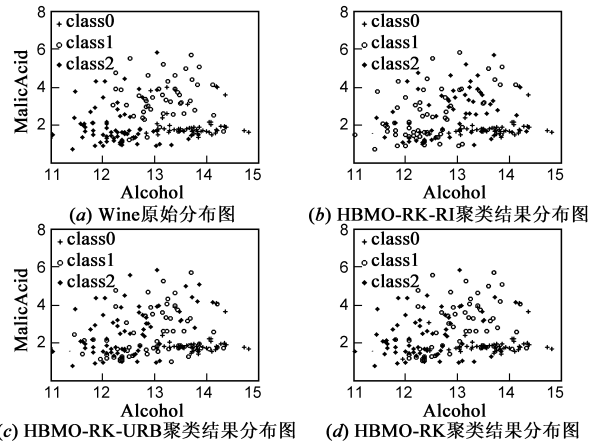 8
class0
class1
class2
6
4
2
MalicAcid
11 12 13 14 15
Alcohol
(a) Wine原始分布图
8
class0
class1
class2
6
4
2
11 12 13 14 15
Alcohol
(b) HBMO-RK-RI聚类结果分布图
8
class0
class1
class2
6
4
2
MalicAcid
11 12 13 14 15
Alcohol
(c) HBMO-RK-URB聚类结果分布图
8
class0
class1
class2
6
4
2
11 12 13 14 15
Alcohol
(d) HBMO-RK聚类结果分布图